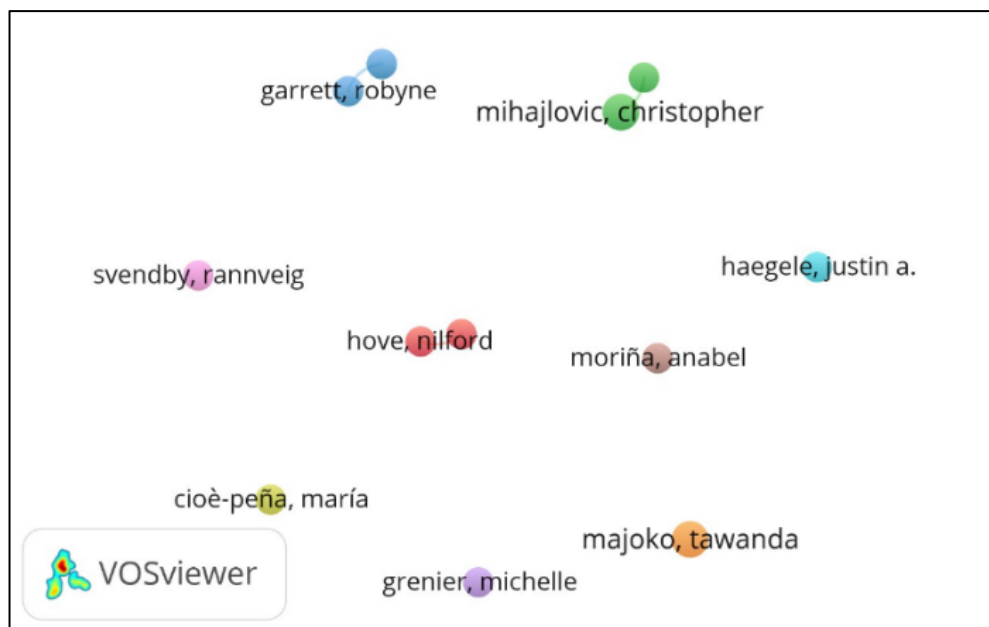 garrett, robyne
mihajlovic, christopher
svendby, rannveig
haegele, justin a.
hove, nilford
moriña, anabel
cioè-peña, maría
majoko, tawanda
grenier, michelle
VOSviewer